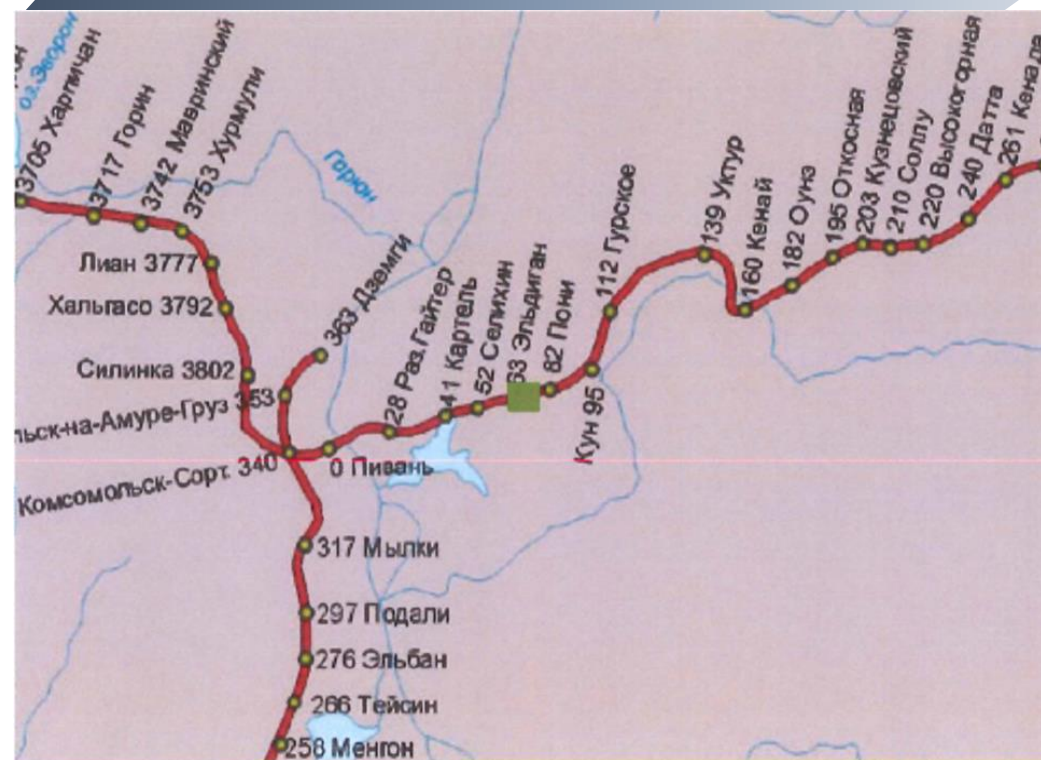 оз.Эворон
3705 Харпичан
3717 Горин
3742 Мавринский
3753 Хурмули
Горюн
Лиан 3777
Хальгасо 3792
Силинка 3802
льск-на-Амуре-Груз 353
Комсомольск-Сорт. 340
363 Дземги
0 Пивань
28 Раз.Гайтер
41 Картель
52 Селихин
63 Эльдиган
82 Пони
Кун 95
112 Гурское
139 Уктур
160 Кенай
182 Оунэ
195 Откосная
203 Кузнецовский
210 Соллу
220 Высокогорная
240 Датта
261 Кенада
317 Мылки
297 Подали
276 Эльбан
266 Тейсин
258 Менгон